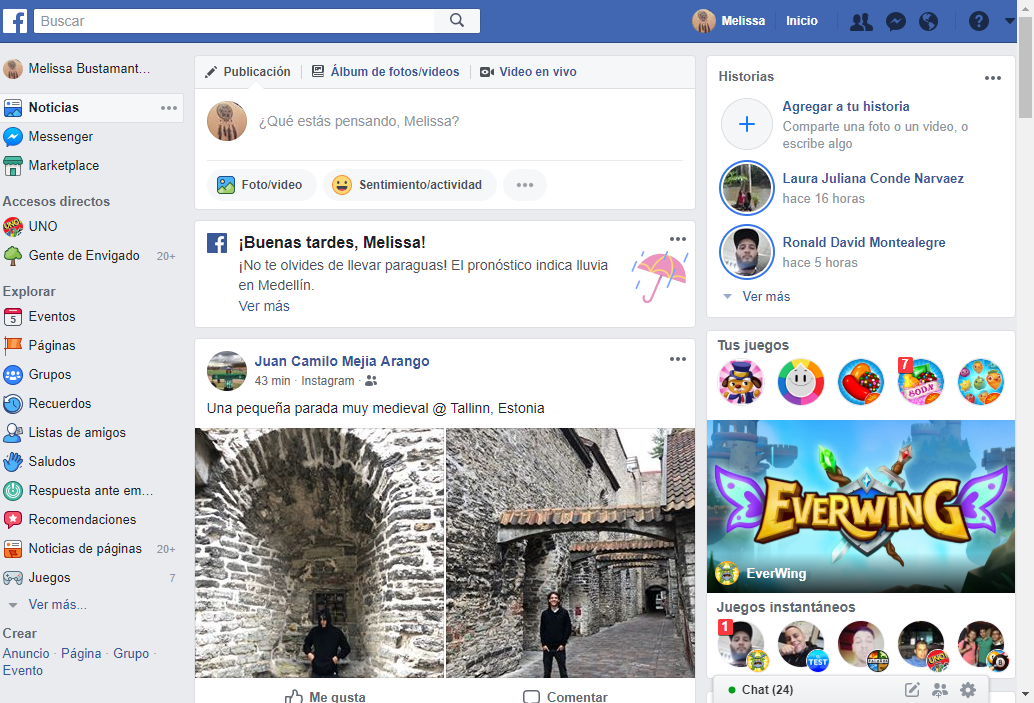 Buscar
Melissa
Inicio
Melissa Bustamant...
Noticias
Messenger
Marketplace
Accesos directos
UNO
Gente de Envigado 20+
Explorar
5
Eventos
Páginas
Grupos
Recuerdos
Listas de amigos
Saludos
Respuesta ante em...
Recomendaciones
Noticias de páginas 20+
Juegos 7
Ver más...
Crear
Anuncio · Página · Grupo ·
Evento
Publicación
Álbum de fotos/videos
Video en vivo
¿Qué estás pensando, Melissa?
Foto/video
Sentimiento/actividad
¡Buenas tardes, Melissa!
¡No te olvides de llevar paraguas! El pronóstico indica lluvia
en Medellín.
Ver más
Juan Camilo Mejia Arango
43 min · Instagram ·
Una pequeña parada muy medieval @ Tallinn, Estonia
Me gusta
Comentar
Historias
Agregar a tu historia
Comparte una foto o un video, o
escribe algo
Laura Juliana Conde Narvaez
hace 16 horas
Ronald David Montealegre
hace 5 horas
Ver más
Tus juegos
7
SODA
EVERWING
EverWing
Juegos instantáneos
1
TEST
UNO
8
Chat (24)